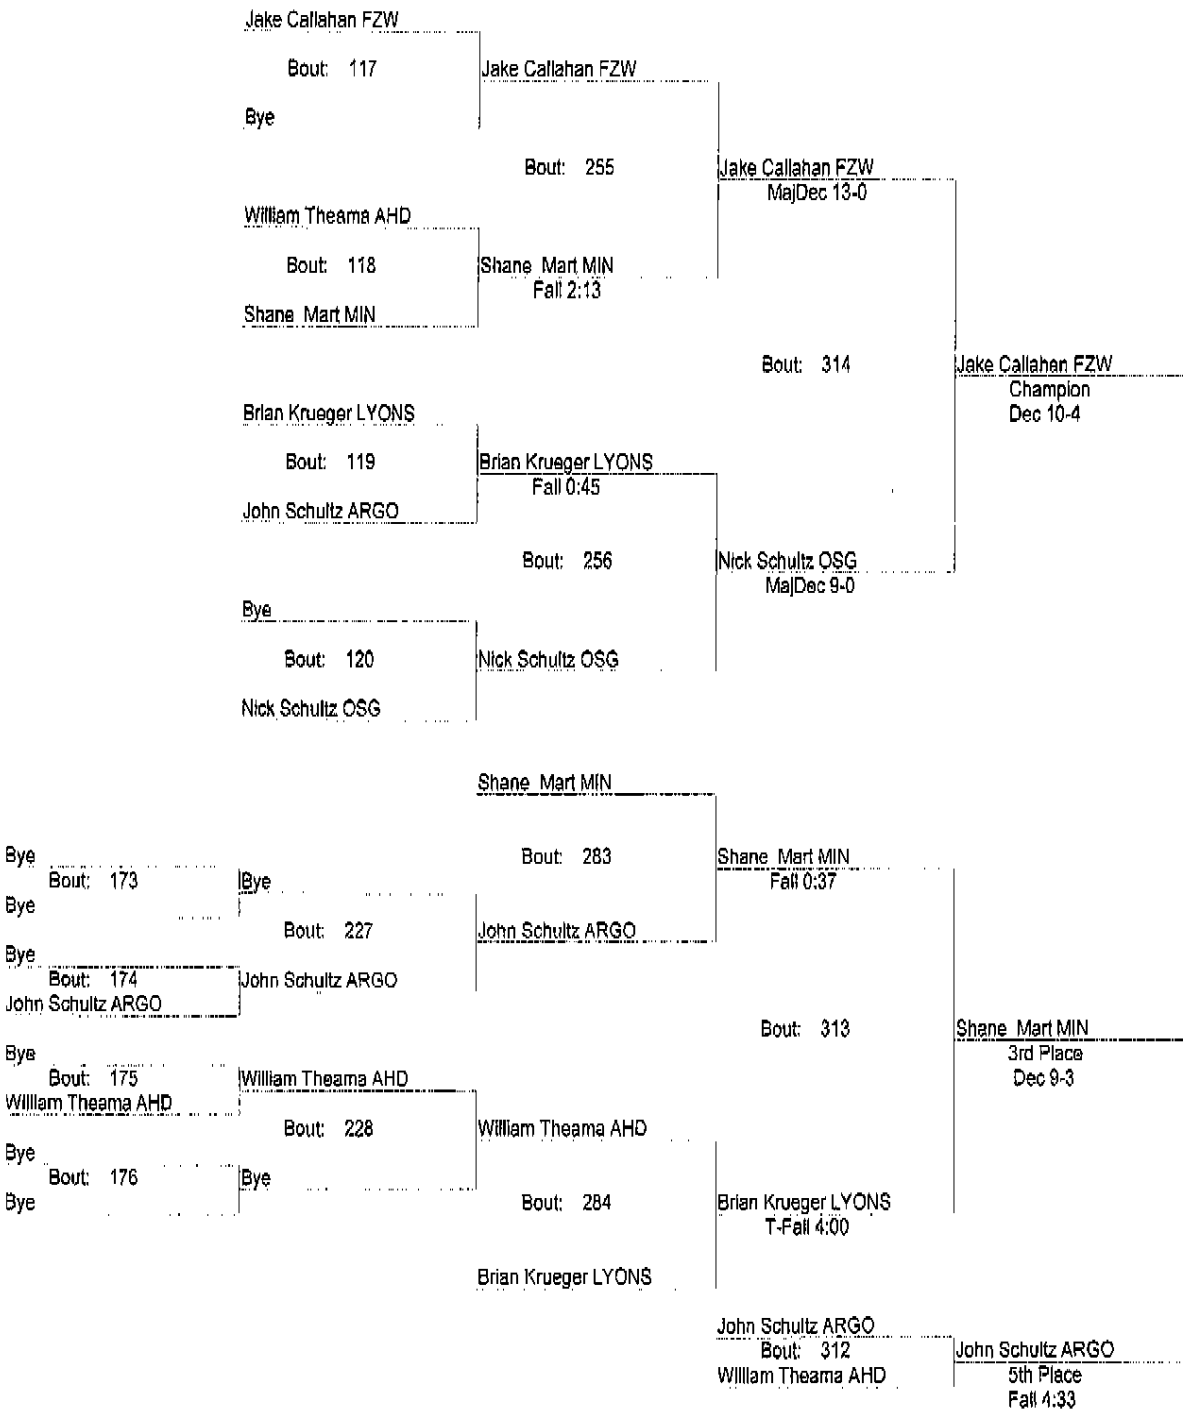 Jake Callahan FZW
Bout: 117
Jake Callahan FZW
Bye
Bout: 255
Jake Callahan FZW
MajDec 13-0
William Theama AHD
Bout: 118
Shane Mart MIN
Fall 2:13
Shane Mart MIN
Bout: 314
Jake Callahan FZW
Champion
Dec 10-4
Brian Krueger LYONS
Bout: 119
Brian Krueger LYONS
Fall 0:45
John Schultz ARGO
Bout: 256
Nick Schultz OSG
MajDec 9-0
Bye
Bout: 120
Nick Schultz OSG
Nick Schultz OSG
Shane Mart MIN
Bye
Bout: 283
Shane Mart MIN
Fall 0:37
Bout: 173
Bye
Bye
Bout: 227
John Schultz ARGO
Bye
Bout: 174
John Schultz ARGO
John Schultz ARGO
Bout: 313
Shane Mart MIN
3rd Place
Dec 9-3
Bye
Bout: 175
William Theama AHD
William Theama AHD
Bout: 228
William Theama AHD
Bye
Bout: 176
Bye
Bye
Bout: 284
Brian Krueger LYONS
T-Fall 4:00
Brian Krueger LYONS
John Schultz ARGO
Bout: 312
John Schultz ARGO
William Theama AHD
5th Place
Fall 4:33